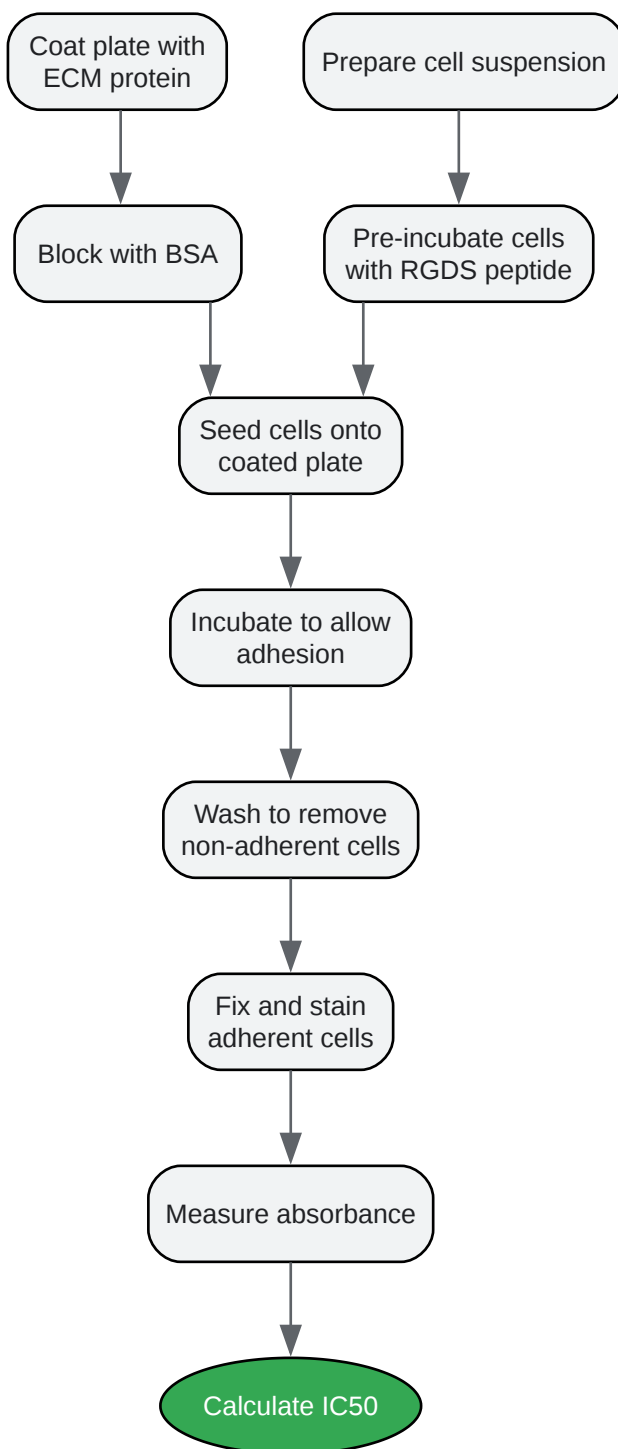 Coat plate with
ECM protein
Prepare cell suspension
Block with BSA
Pre-incubate cells
with RGDS peptide
Seed cells onto
coated plate
Incubate to allow
adhesion
Wash to remove
non-adherent cells
Fix and stain
adherent cells
Measure absorbance
Calculate IC50